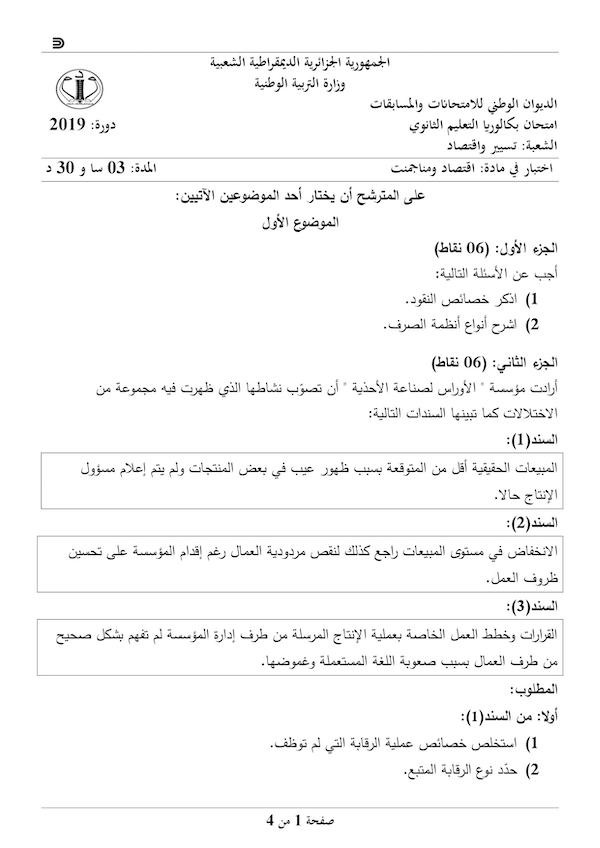 الجمهورية الجزائرية الديمقراطية الشعبية
وزارة التربية الوطنية
الديوان الوطني للامتحانات والمسابقات
امتحان بكالوريا التعليم الثانوي
دورة: 2019
الشعبة: تسيير واقتصاد
اختبار في مادة: اقتصاد ومناجمنت
المدة: 03 سا و 30 د
على المترشح أن يختار أحد الموضوعين الآتيين:
الموضوع الأول
الجزء الأول: (06 نقاط)
أجب عن الأسئلة التالية:
1) اذكر خصائص النقود.
2) اشرح أنواع أنظمة الصرف.
الجزء الثاني: (06 نقاط)
أرادت مؤسسة " الأوراس لصناعة الأحذية " أن تصوّب نشاطها الذي ظهرت فيه مجموعة من
الاختلالات كما تبينها السندات التالية:
السند(1):
المبيعات الحقيقية أقل من المتوقعة بسبب ظهور عيب في بعض المنتجات ولم يتم إعلام مسؤول
الإنتاج حالا.
السند(2):
الانخفاض في مستوى المبيعات راجع كذلك لنقص مردودية العمال رغم إقدام المؤسسة على تحسين
ظروف العمل.
السند(3):
القرارات وخطط العمل الخاصة بعملية الإنتاج المرسلة من طرف إدارة المؤسسة لم تفهم بشكل صحيح
من طرف العمال بسبب صعوبة اللغة المستعملة وغموضها.
المطلوب:
أولا: من السند(1):
1) استخلص خصائص عملية الرقابة التي لم توظف.
2) حدّد نوع الرقابة المتبع.
صفحة 1 من 4